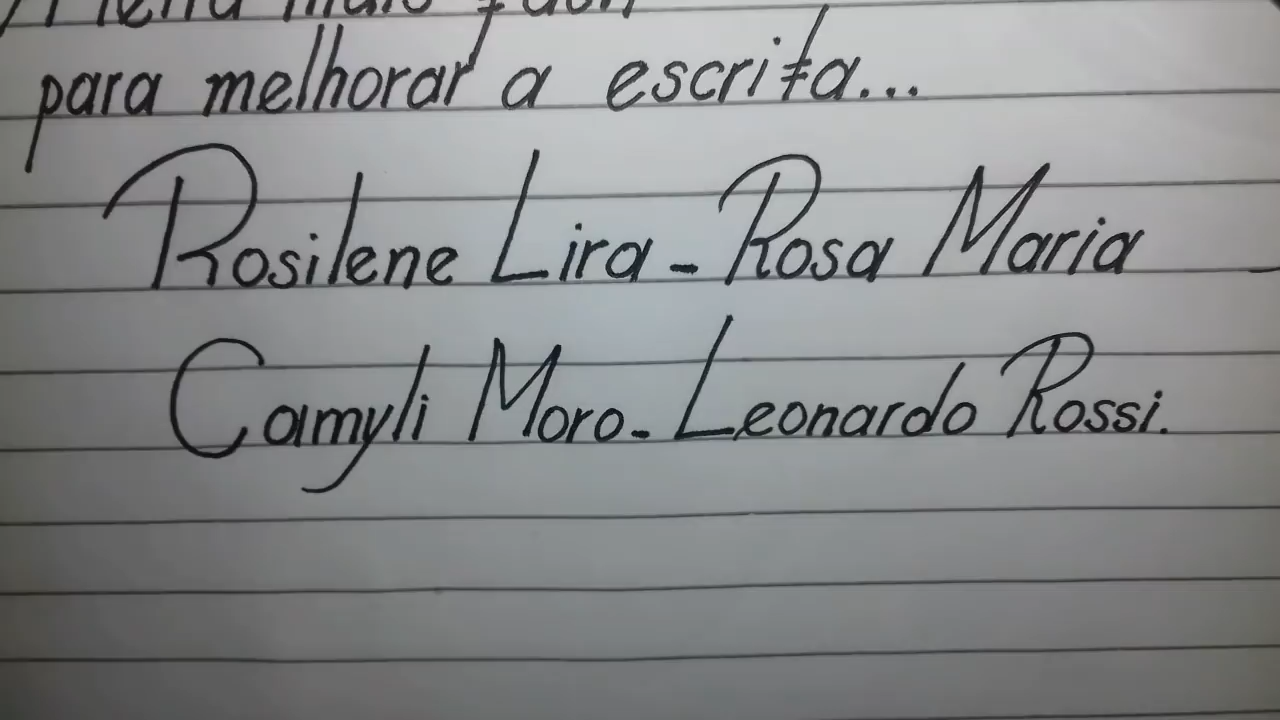 para melhorar a escrita...
Rosilene Lira - Rosa Maria -
Camyli Moro - Leonardo Rossi.